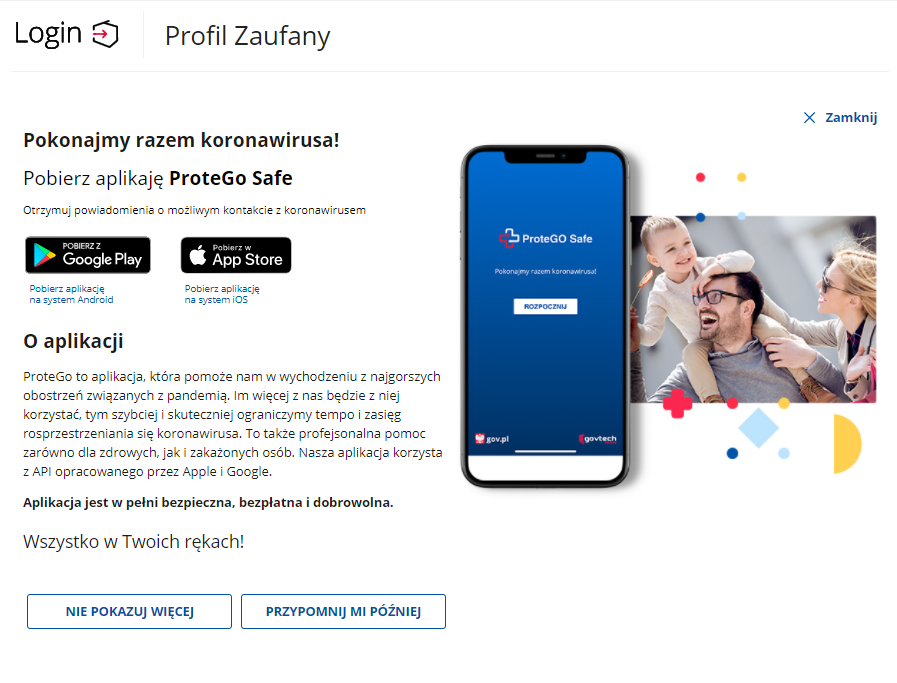 Login
Profil Zaufany
Zamknij
Pokonajmy razem koronawirusa!
Pobierz aplikaję ProteGo Safe
Otrzymuj powiadomienia o możliwym kontakcie z koronawirusem
POBIERZ Z
Google Play
Pobierz w
App Store
Pobierz aplikację
na system Android
Pobierz aplikację
na system iOS
O aplikacji
ProteGo to aplikacja, która pomoże nam w wychodzeniu z najgorszych
obostrzeń związanych z pandemią. Im więcej z nas będzie z niej
korzystać, tym szybciej i skuteczniej ograniczymy tempo i zasięg
rosprzestrzeniania się koronawirusa. To także profejsonalna pomoc
zarówno dla zdrowych, jak i zakażonych osób. Nasza aplikacja korzysta
z API opracowanego przez Apple i Google.
Aplikacja jest w pełni bezpieczna, bezpłatna i dobrowolna.
Wszystko w Twoich rękach!
NIE POKAZUJ WIĘCEJ
PRZYPOMNIJ MI PÓŹNIEJ
ProteGO Safe
Pokonajmy razem koronawirusa!
ROZPOCZNIJ
gov.pl
govtech